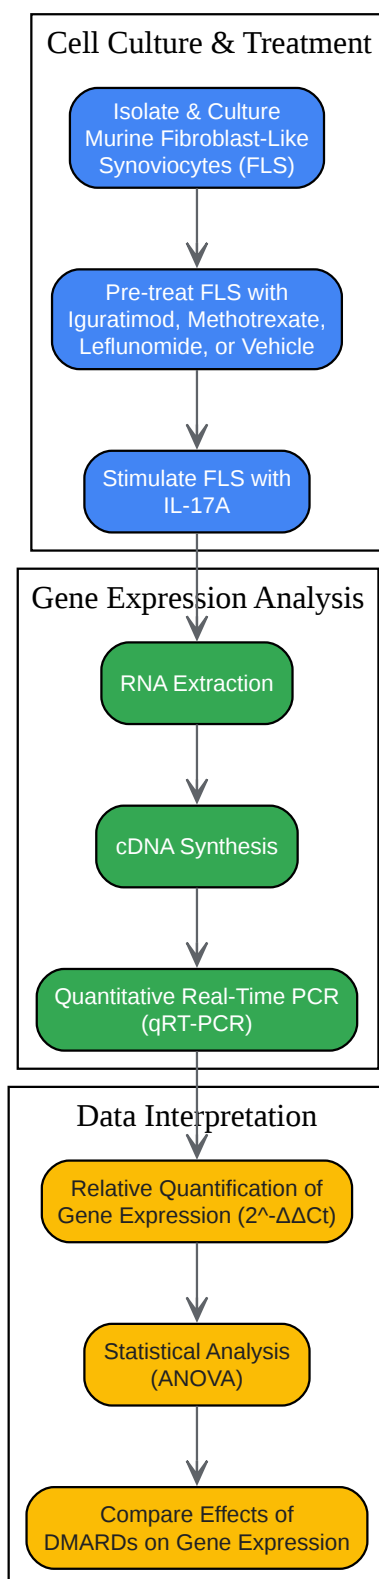 Cell Culture & Treatment
Isolate & Culture
Murine Fibroblast-Like
Synoviocytes (FLS)
Pre-treat FLS with
Iguratimod, Methotrexate,
Leflunomide, or Vehicle
Stimulate FLS with
IL-17A
Gene Expression Analysis
RNA Extraction
cDNA Synthesis
Quantitative Real-Time PCR
(qRT-PCR)
Data Interpretation
Relative Quantification of
Gene Expression (2^-ΔΔCt)
Statistical Analysis
(ANOVA)
Compare Effects of
DMARDs on Gene Expression